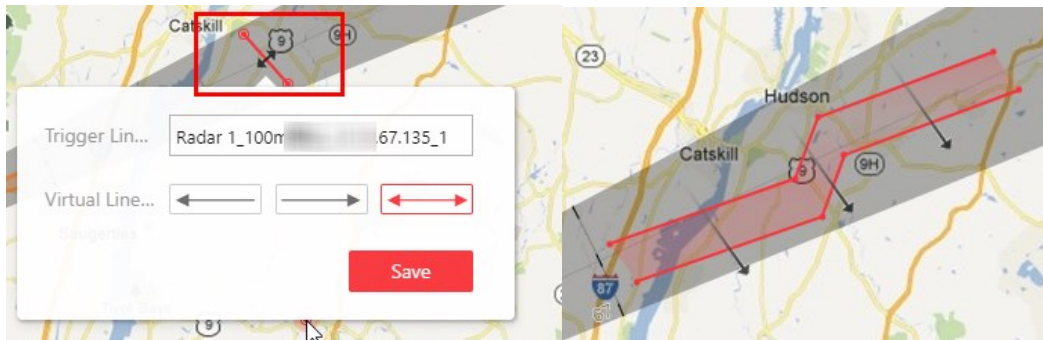 Catskill
9
9H
Trigger Lin...
Radar 1_100m
.67.135_1
Virtual Line...
Saugerties
Save
9
23
Hudson
Catskill
9
9H
87